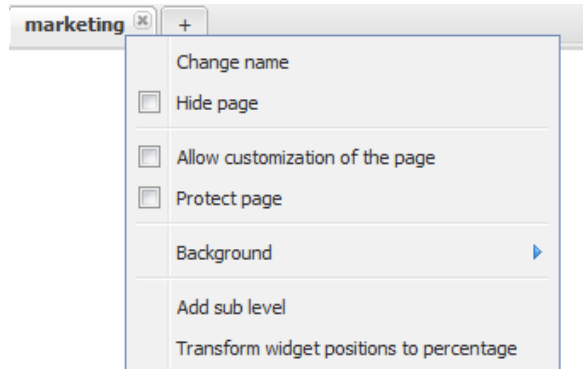 marketing +
Change name
Hide page
Allow customization of the page
Protect page
Background
Add sub level
Transform widget positions to percentage